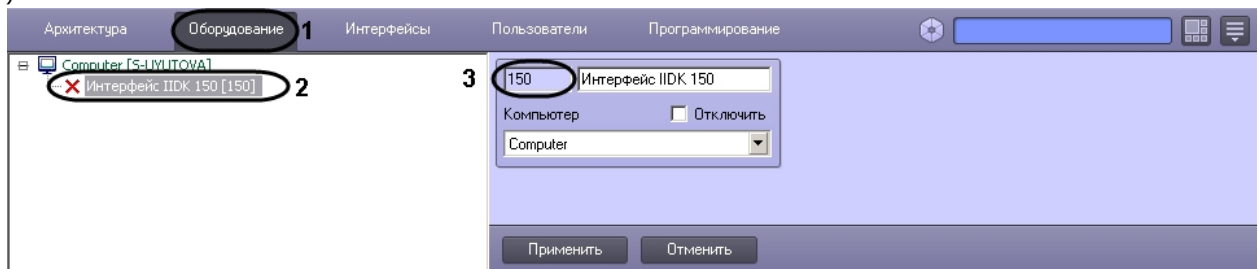 )
Архитектура Оборудование 1 Интерфейсы Пользователи Программирование
Computer [S-LIYUTOVA]
Интерфейс IIDK 150 [150] 2
3 150 Интерфейс IIDK 150
Компьютер Отключить
Computer
Применить Отменить